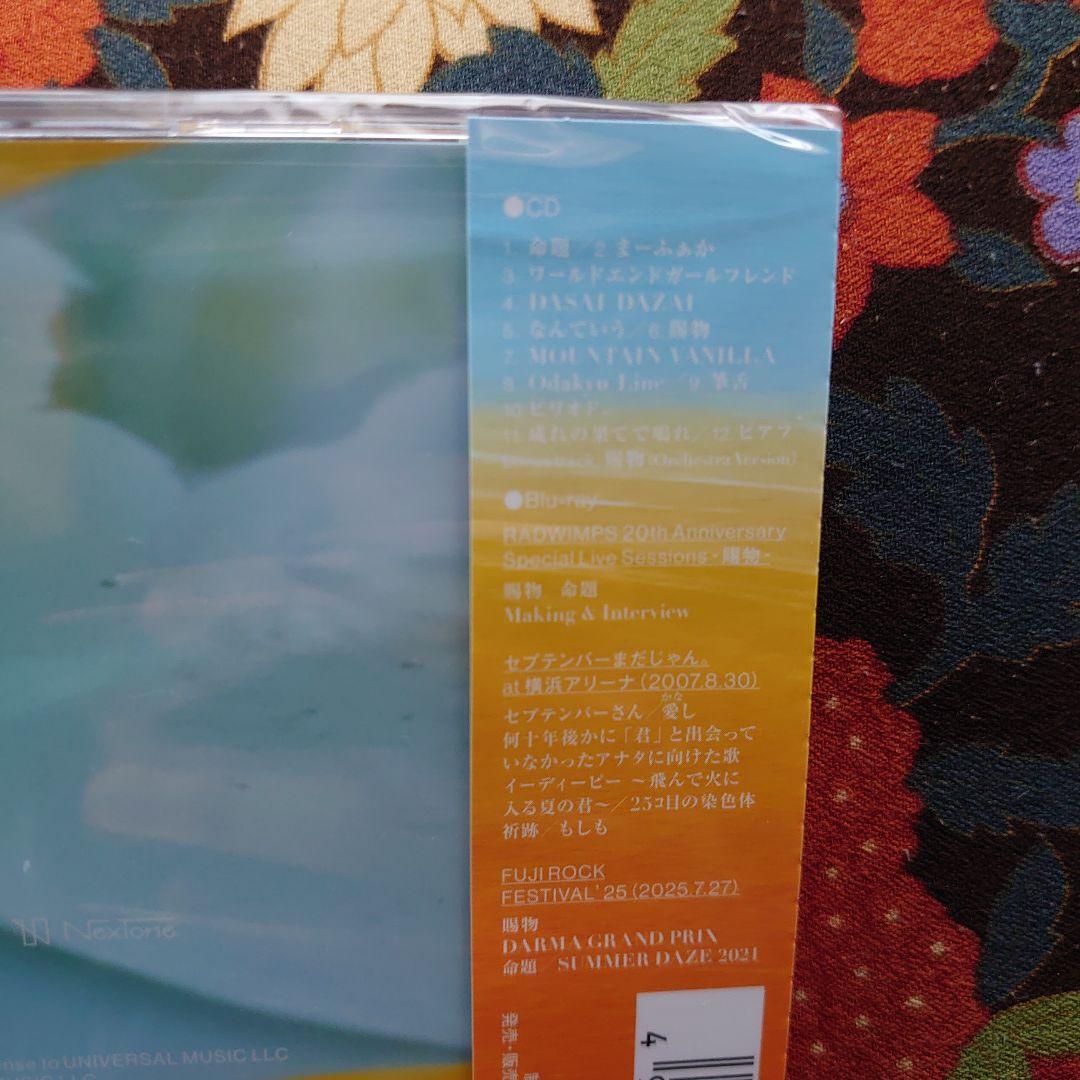 ●CD
1. 命題／2. まーふぁか
3. ワールドエンドガールフレンド
4. DASAI DAZAI
5. なんていう／6. 賜物
7. MOUNTAIN VANILLA
8. Odakyu Line／9. 筆舌
10. ピリオド。
11. 成れの果てで鳴れ／12. ピアフ
bonus track. 賜物 (Orchestra Version)
●Blu-ray
RADWIMPS 20th Anniversary
Special Live Sessions - 賜物 -
賜物 命題
Making & Interview
セプテンバーまだじゃん。
at 横浜アリーナ (2007.8.30)
セプテンバーさん／愛し
かな
何十年後かに「君」と出会って
いなかったアナタに向けた歌
イーディーピー ～飛んで火に
入る夏の君～／25コ目の染色体
祈跡／もしも
FUJI ROCK
FESTIVAL' 25 (2025.7.27)
賜物
DARMA GRAND PRIX
命題／SUMMER DAZE 2021
発売・販売
4
NexTone
nse to UNIVERSAL MUSIC LLC